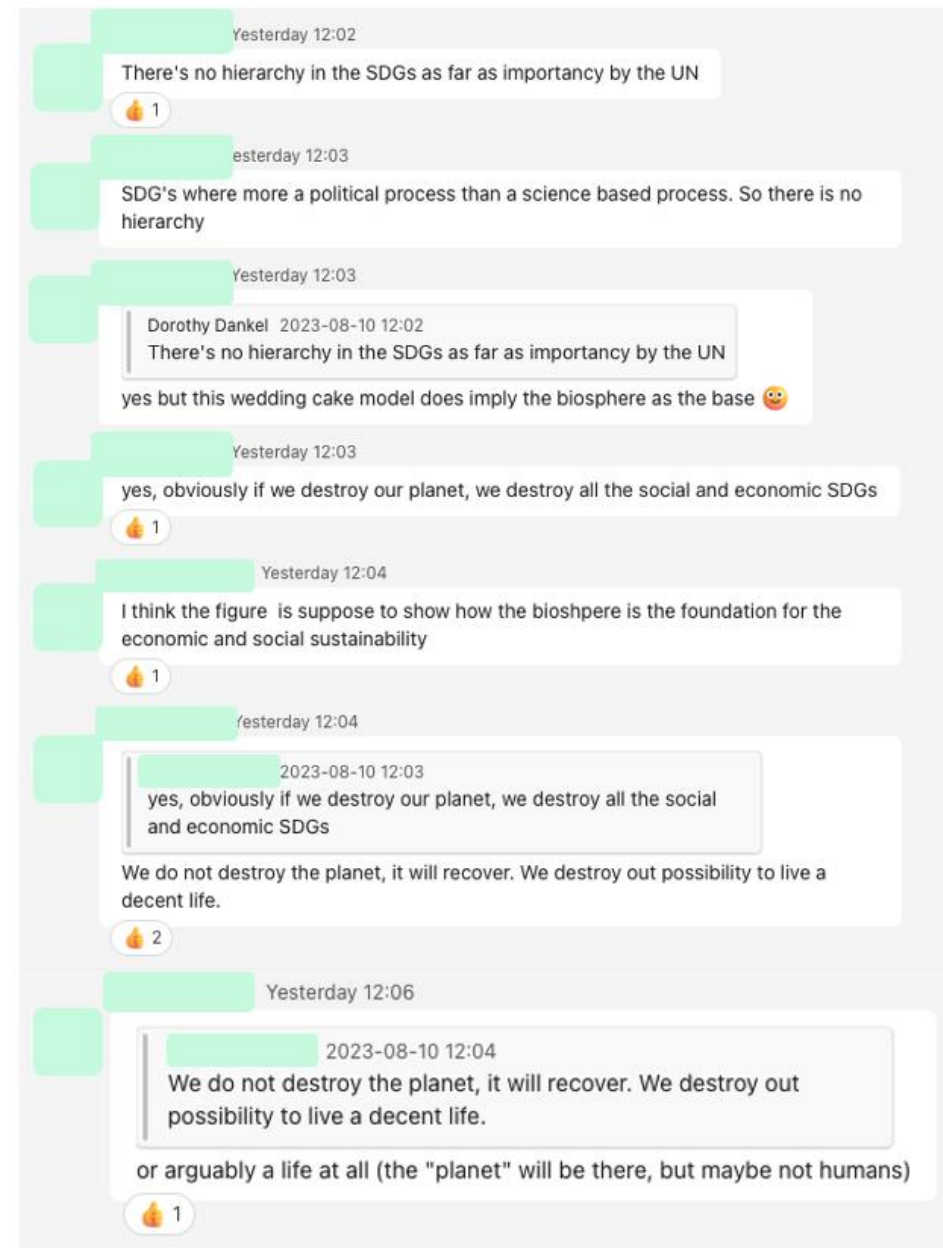 Yesterday 12:02
There's no hierarchy in the SDGs as far as importancy by the UN
👍 1
esterday 12:03
SDG's where more a political process than a science based process. So there is no
hierarchy
Yesterday 12:03
Dorothy Dankel 2023-08-10 12:02
There's no hierarchy in the SDGs as far as importancy by the UN
yes but this wedding cake model does imply the biosphere as the base 🙂
Yesterday 12:03
yes, obviously if we destroy our planet, we destroy all the social and economic SDGs
👍 1
Yesterday 12:04
I think the figure is suppose to show how the bioshpere is the foundation for the
economic and social sustainability
👍 1
Yesterday 12:04
2023-08-10 12:03
yes, obviously if we destroy our planet, we destroy all the social
and economic SDGs
We do not destroy the planet, it will recover. We destroy out possibility to live a
decent life.
👍 2
Yesterday 12:06
2023-08-10 12:04
We do not destroy the planet, it will recover. We destroy out
possibility to live a decent life.
or arguably a life at all (the "planet" will be there, but maybe not humans)
👍 1